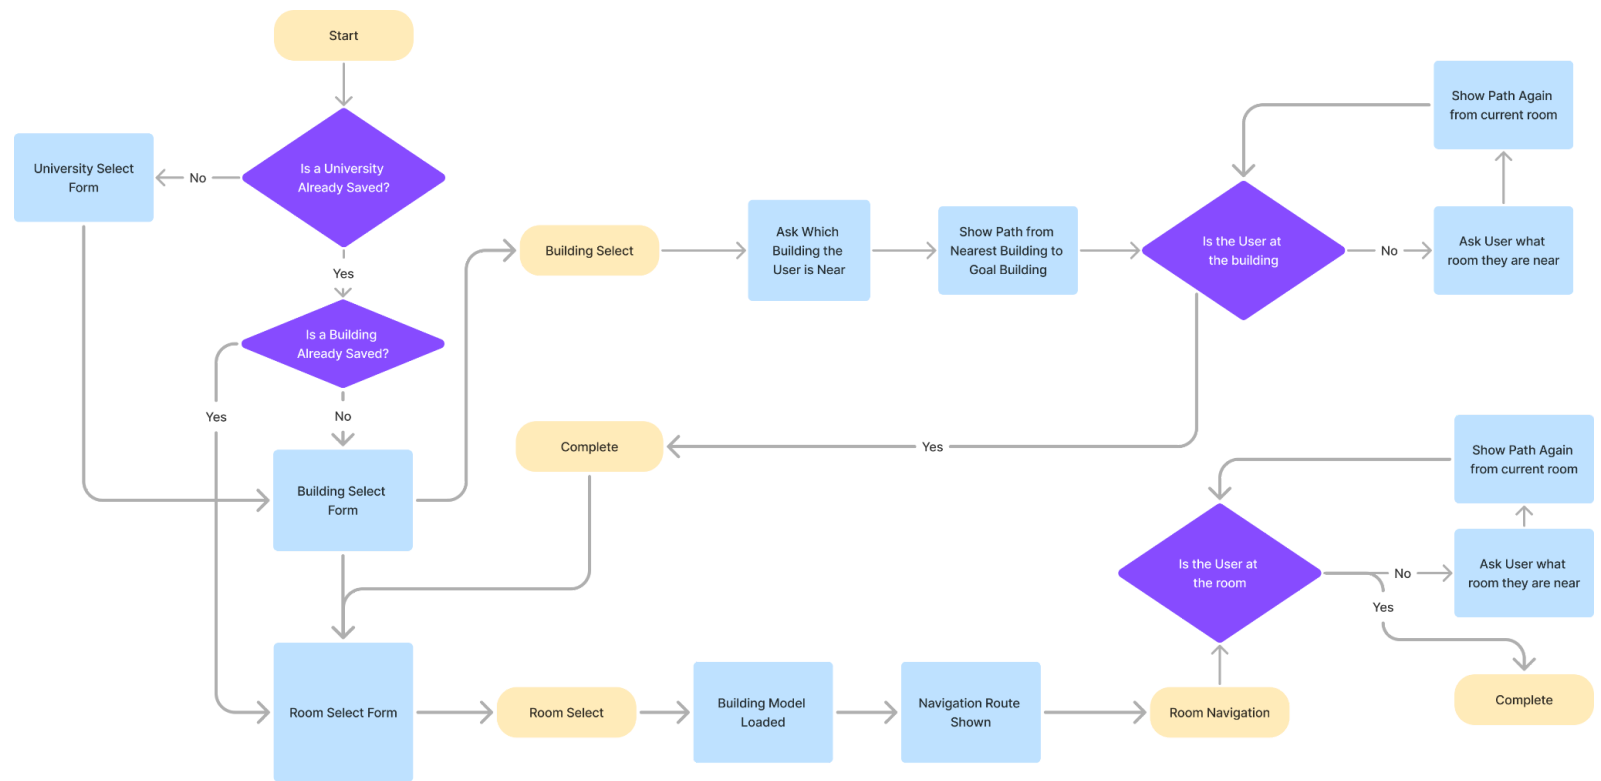 Start
Is a University
Already Saved?
No
University Select
Form
Yes
Is a Building
Already Saved?
Yes
No
Building Select
Form
Building Select
Ask Which
Building the
User is Near
Show Path from
Nearest Building to
Goal Building
Is the User at
the building
No
Ask User what
room they are near
Show Path Again
from current room
Yes
Complete
Room Select Form
Room Select
Building Model
Loaded
Navigation Route
Shown
Room Navigation
Is the User at
the room
No
Ask User what
room they are near
Show Path Again
from current room
Yes
Complete